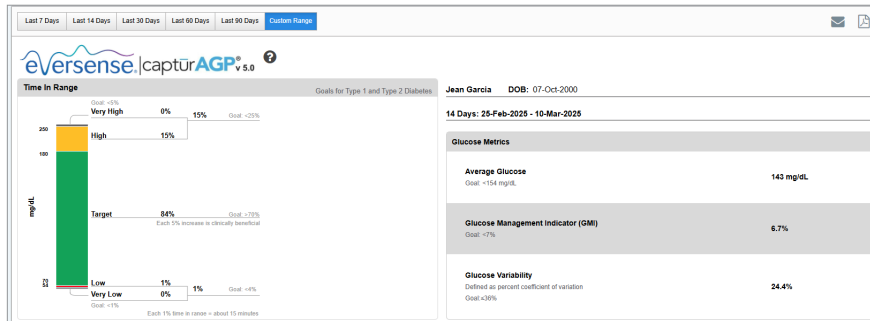 Last 7 Days Last 14 Days Last 30 Days Last 60 Days Last 90 Days Custom Range
eversense. | captūrAGP® v 5.0 ?
Time In Range Goals for Type 1 and Type 2 Diabetes
Goal: >5%
Very High 0%
15% Goal: <25%
250
High 15%
180
mg/dL
Target 84% Goal: >70%
Each 5% increase is clinically beneficial
70
54
Low 1%
1% Goal: <4%
Very Low 0%
Goal: <1%
Each 1% time in range = about 15 minutes
Jean Garcia DOB: 07-Oct-2000
14 Days: 25-Feb-2025 - 10-Mar-2025
Glucose Metrics
Average Glucose 143 mg/dL
Goal: <154 mg/dL
Glucose Management Indicator (GMI) 6.7%
Goal: <7%
Glucose Variability
Defined as percent coefficient of variation 24.4%
Goal:≤36%